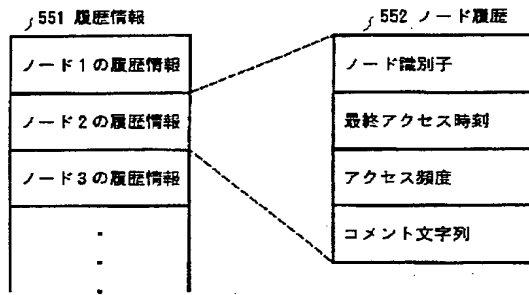 551 履歴情報
ノード1の履歴情報
ノード2の履歴情報
ノード3の履歴情報
552 ノード履歴
ノード識別子
最終アクセス時刻
アクセス頻度
コメント文字列